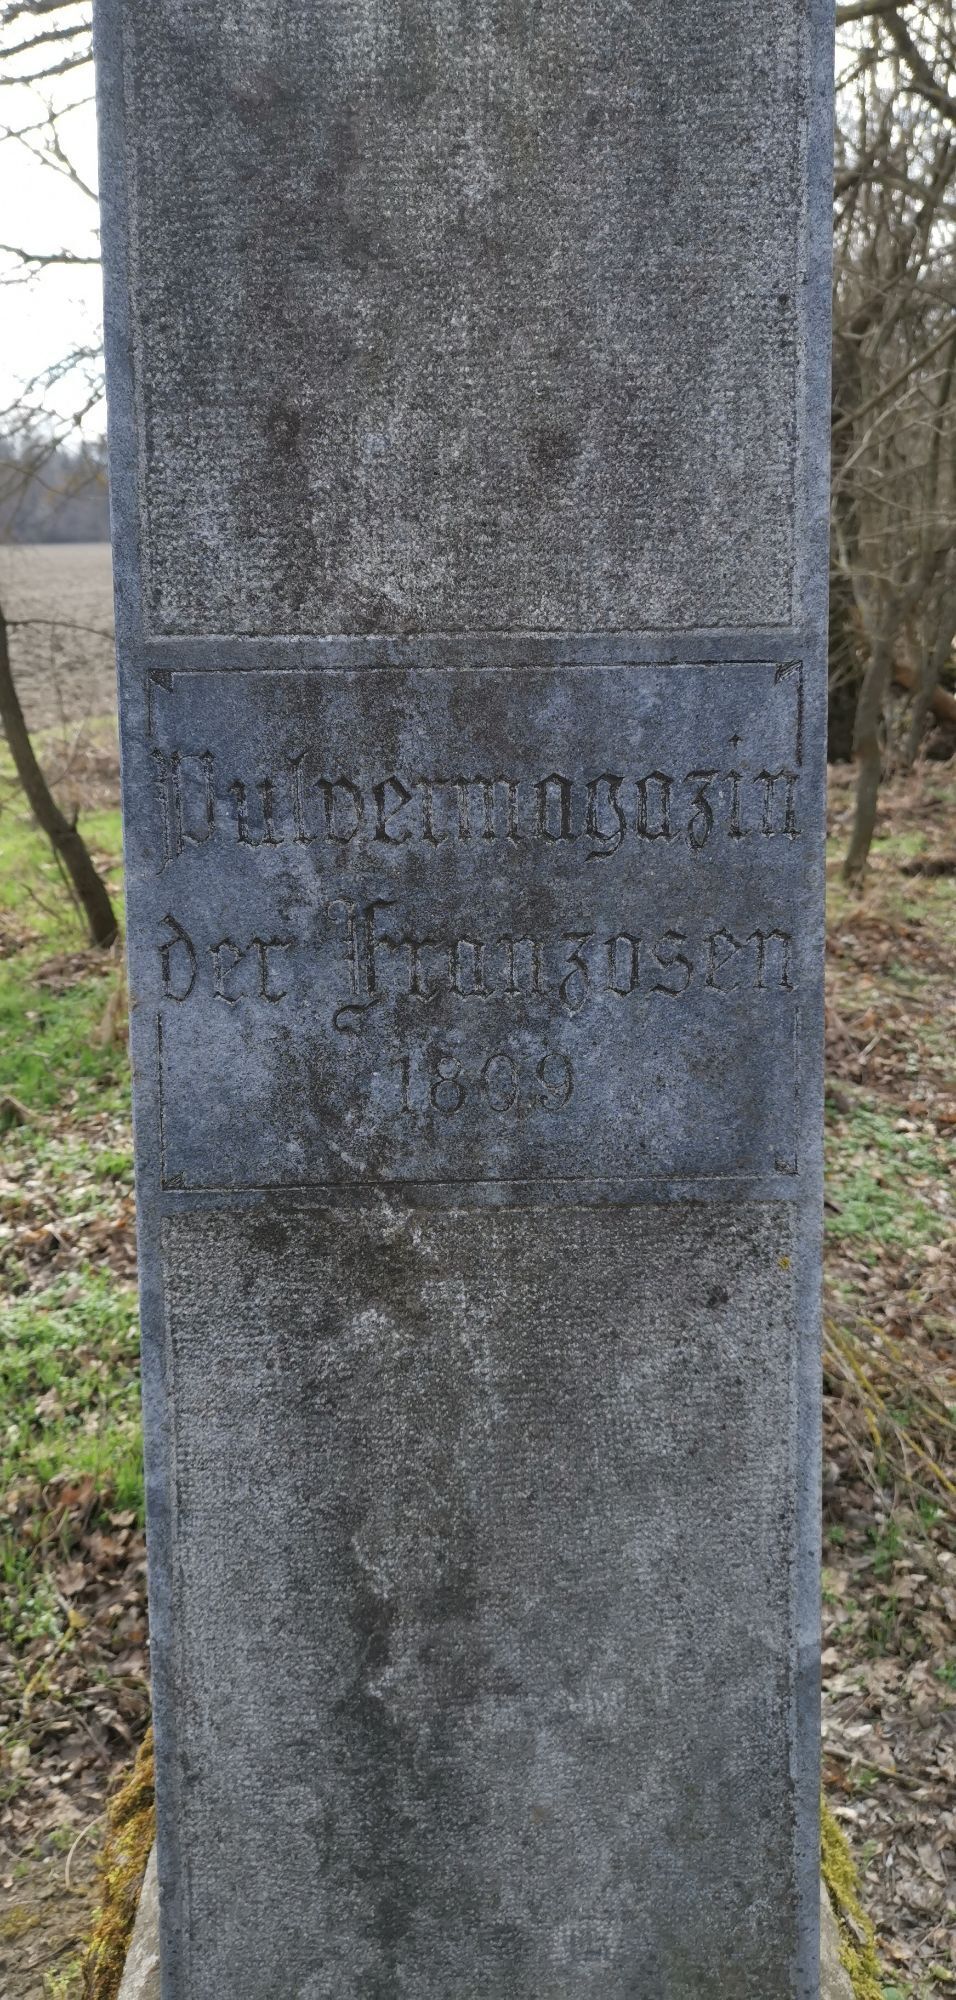 Pulvermagazin
der Franzosen
1809